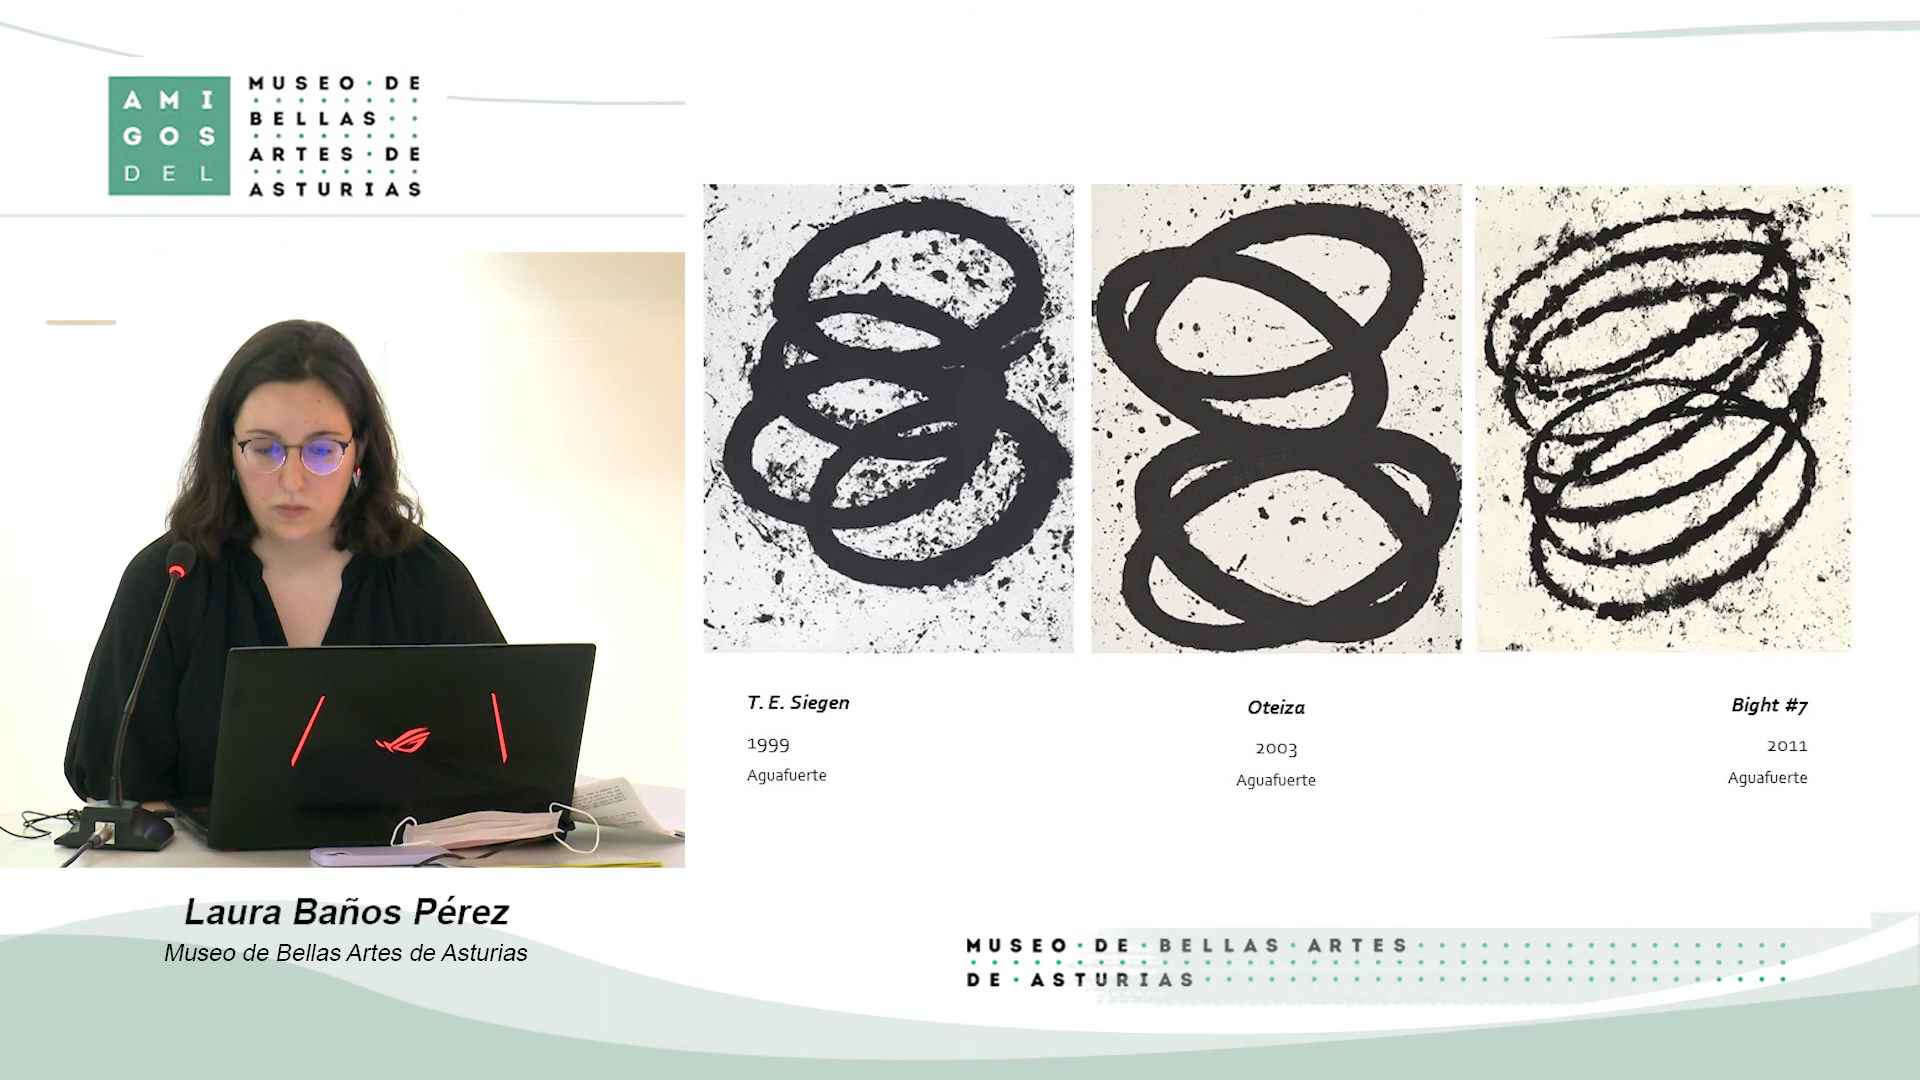 AMI
GOS
DEL
MUSEO·DE
BELLAS
ARTES·DE
ASTURIAS
T. E. Siegen
1999
Aguafuerte
Oteiza
2003
Aguafuerte
Bight #7
2011
Aguafuerte
Laura Baños Pérez
Museo de Bellas Artes de Asturias
MUSEO·DE·BELLAS·ARTES
DE·ASTURIAS